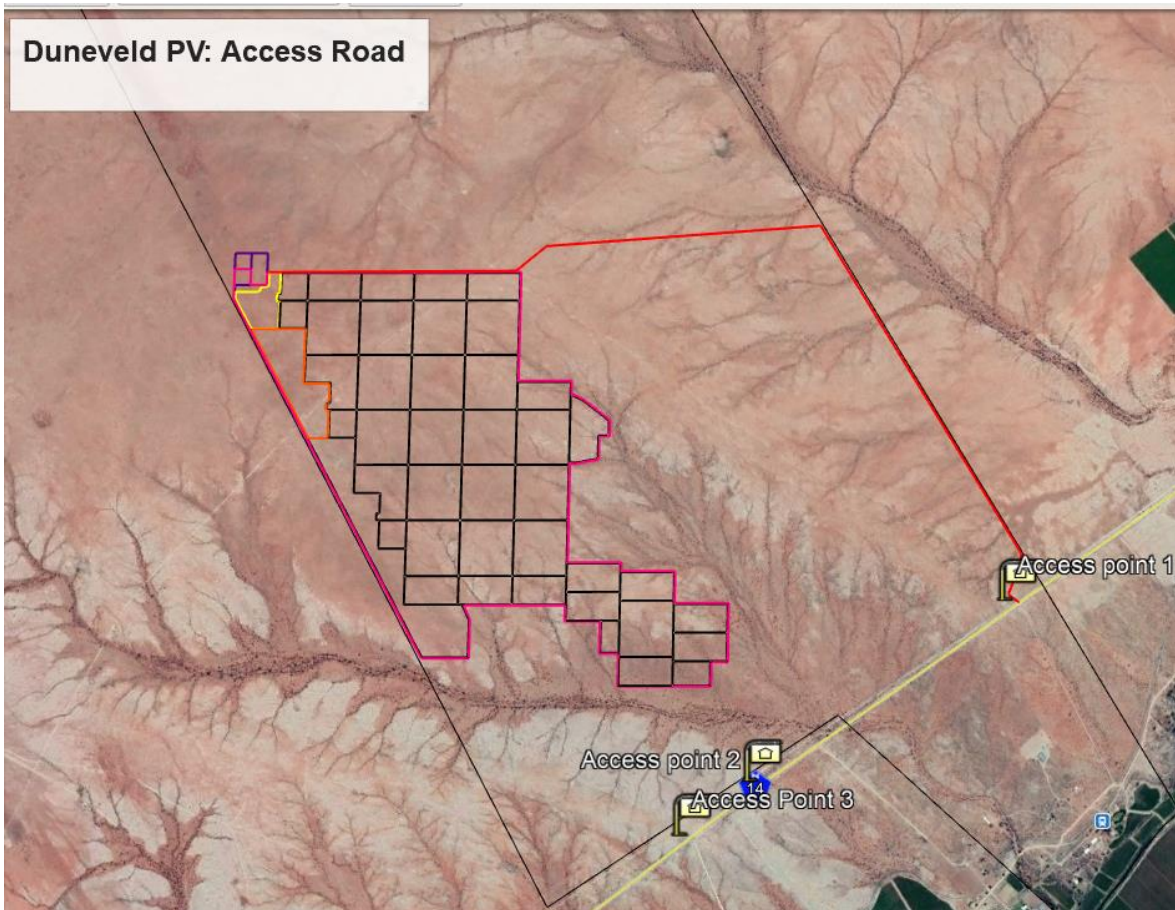 Duneveld PV: Access Road
Access point 1
Access point 2
14
Access Point 3